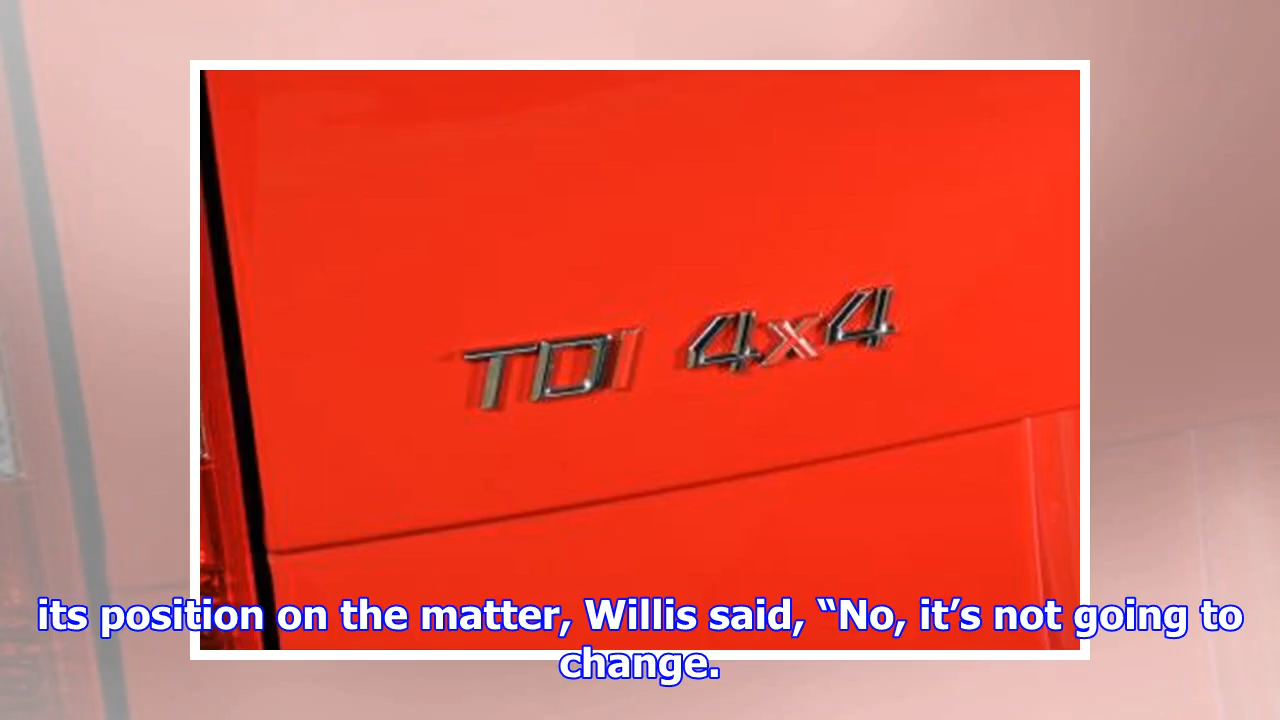 TDI 4x4
its position on the matter, Willis said, “No, it’s not going to
change.